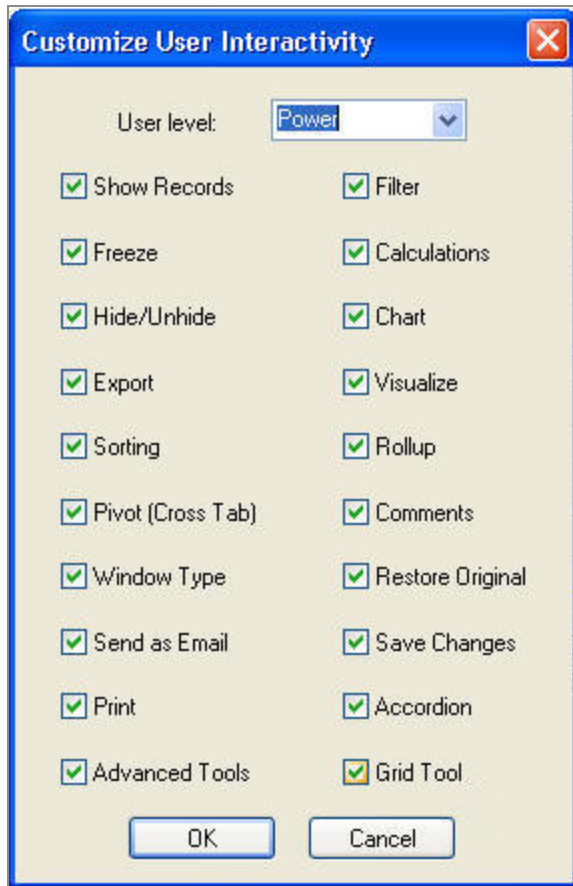 Customize User Interactivity
User level: Power
Show Records Filter
Freeze Calculations
Hide/Unhide Chart
Export Visualize
Sorting Rollup
Pivot (Cross Tab) Comments
Window Type Restore Original
Send as Email Save Changes
Print Accordion
Advanced Tools Grid Tool
OK Cancel